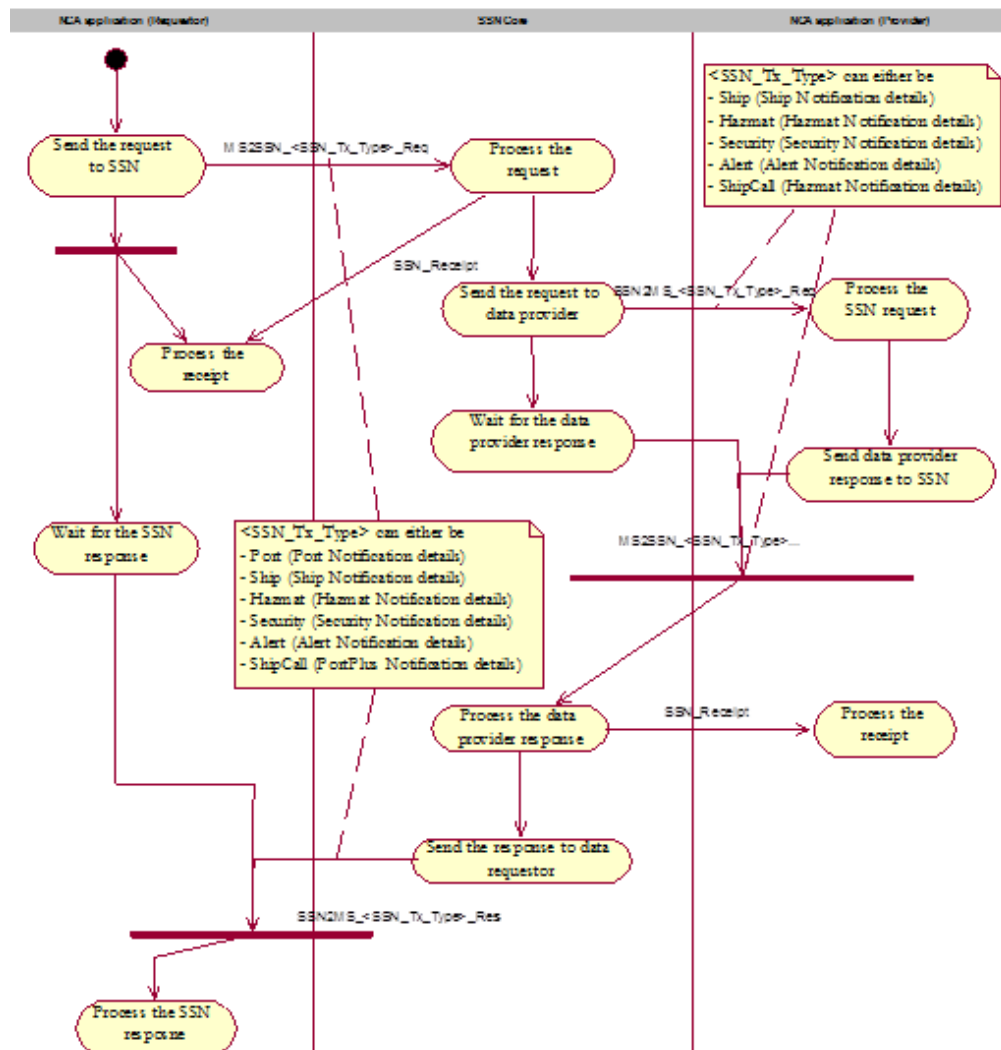 NCA application (Requestor)
SSN Core
NCA application (Provider)
<SSN_Tx_Type> can either be
- Ship (Ship Notification details)
- Hazmat (Hazmat Notification details)
- Security (Security Notification details)
- Alert (Alert Notification details)
- ShipCall (Hazmat Notification details)
Send the request
to SSN
MS2SSN_<SSN_Tx_Type>_Req
Process the
request
SSN_Receipt
Send the request to
data provider
SSN2MS_<SSN_Tx_Type>_Req
Process the
SSN request
Process the
receipt
Wait for the data
provider response
Send data provider
response to SSN
Wait for the SSN
response
<SSN_Tx_Type> can either be
- Port (Port Notification details)
- Ship (Ship Notification details)
- Hazmat (Hazmat Notification details)
- Security (Security Notification details)
- Alert (Alert Notification details)
- ShipCall (PortPlus Notification details)
MS2SSN_<SSN_Tx_Type>...
Process the data
provider response
SSN_Receipt
Process the
receipt
Send the response to data
requestor
SSN2MS_<SSN_Tx_Type>_Res
Process the SSN
resposne